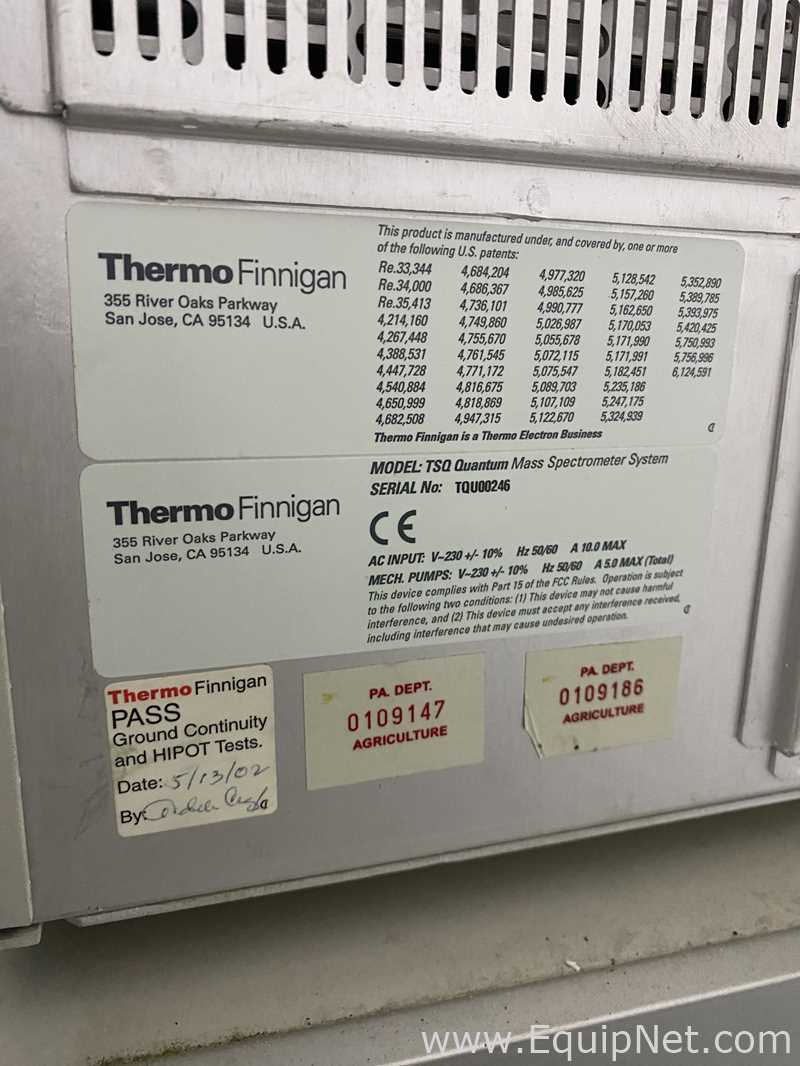 Thermo Finnigan
355 River Oaks Parkway
San Jose, CA 95134 U.S.A.
This product is manufactured under, and covered by, one or more
of the following U.S. patents:
Re.33,344 4,684,204 4,977,320 5,128,542 5,352,890
Re.34,000 4,686,367 4,985,625 5,157,260 5,389,785
Re.35,413 4,736,101 4,990,777 5,162,650 5,393,975
4,214,160 4,749,860 5,026,987 5,170,053 5,420,425
4,267,448 4,755,670 5,055,678 5,171,990 5,750,993
4,388,531 4,761,545 5,072,115 5,171,991 5,756,996
4,447,728 4,771,172 5,075,547 5,182,451 6,124,591
4,540,884 4,816,675 5,089,703 5,235,186
4,650,999 4,818,869 5,107,109 5,247,175
4,682,508 4,947,315 5,122,670 5,324,939
Thermo Finnigan is a Thermo Electron Business
Thermo Finnigan
355 River Oaks Parkway
San Jose, CA 95134 U.S.A.
MODEL: TSQ Quantum Mass Spectrometer System
SERIAL No: TQU00246
CE
AC INPUT: V~230 +/- 10% Hz 50/60 A 10.0 MAX
MECH. PUMPS: V~230 +/- 10% Hz 50/60 A 5.0 MAX (Total)
This device complies with Part 15 of the FCC Rules. Operation is subject
to the following two conditions: (1) This device may not cause harmful
interference, and (2) This device must accept any interference received,
including interference that may cause undesired operation.
Thermo Finnigan
PASS
Ground Continuity
and HIPOT Tests.
Date: 5/13/02
By:
PA. DEPT.
0109147
AGRICULTURE
PA. DEPT.
0109186
AGRICULTURE
www.EquipNet.com